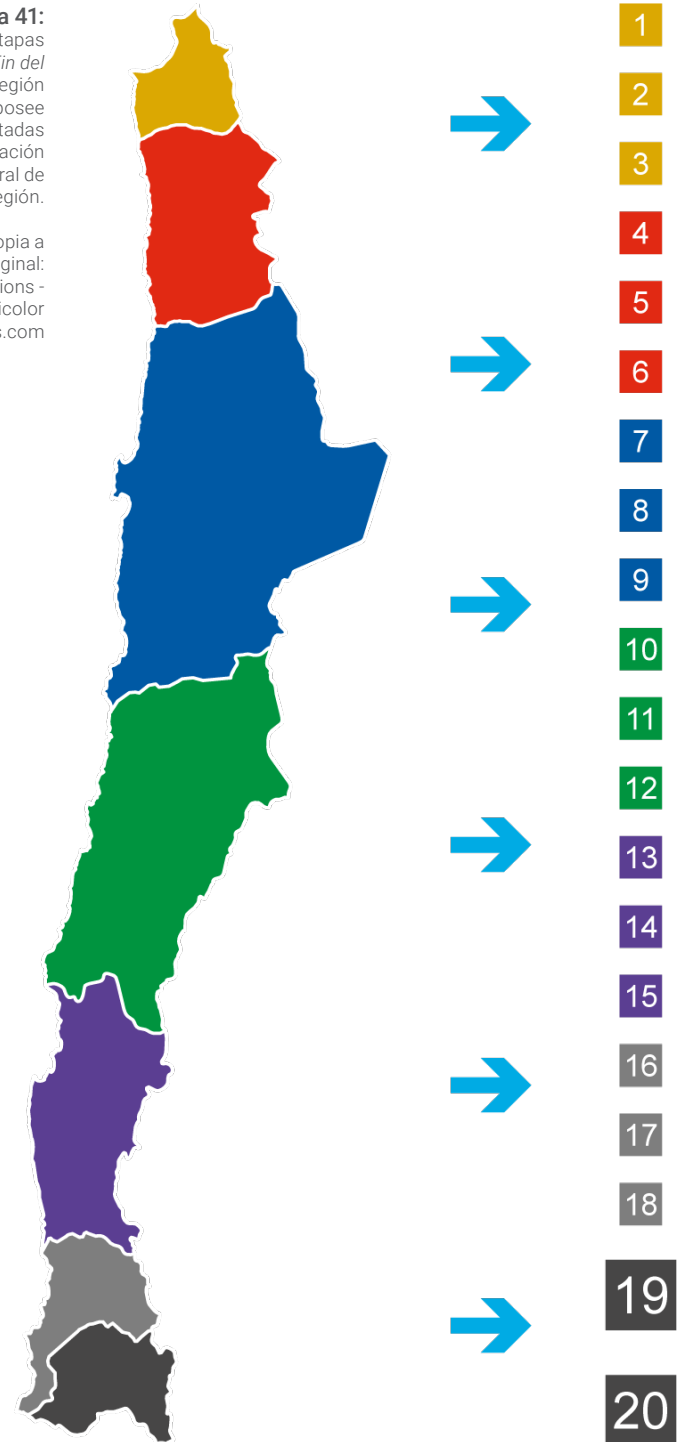 a 41:
tapas
in del
egión
posee
tadas
ación
ral de
egión.
opia a
ginal:
ions -
icolor
s.com
1
2
3
4
5
6
7
8
9
10
11
12
13
14
15
16
17
18
19
20